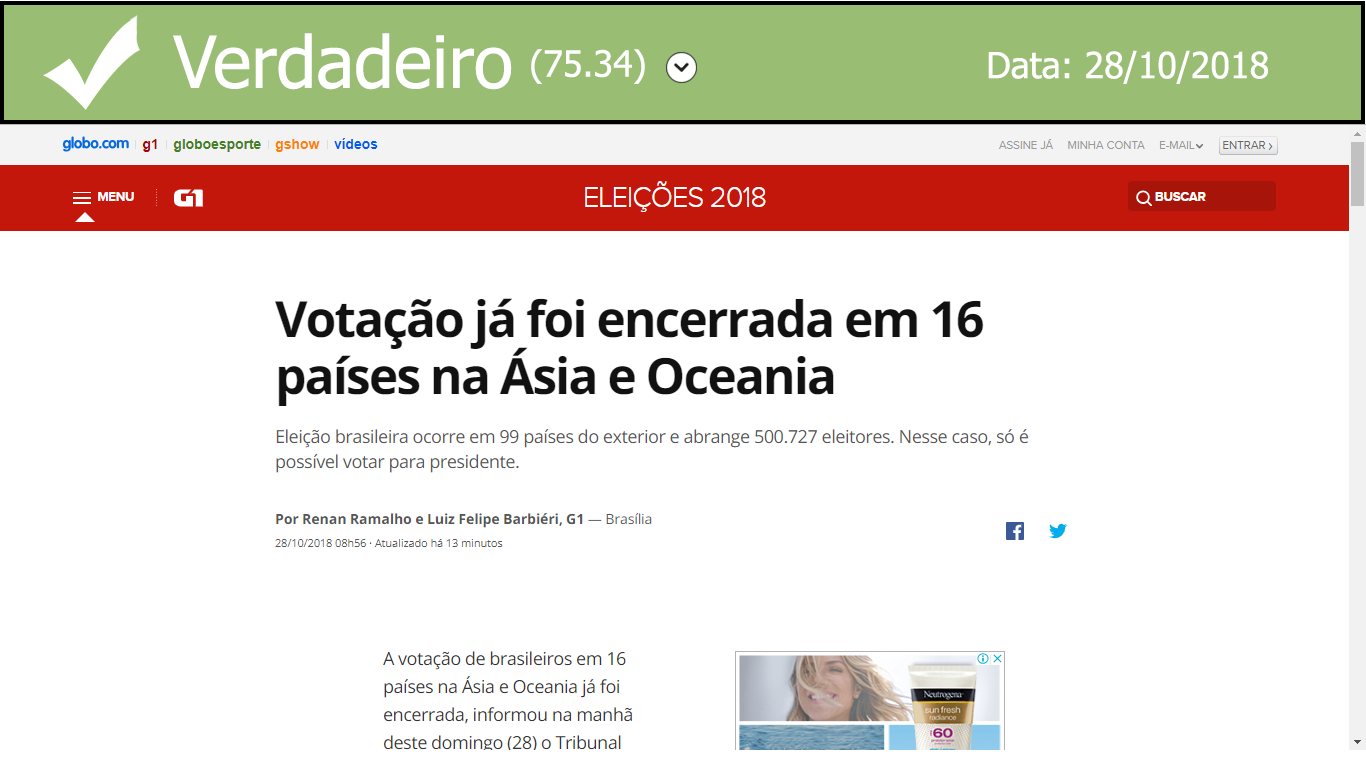 Verdadeiro (75.34) Data: 28/10/2018
globo.com g1 globoesporte gshow vídeos ASSINE JÁ MINHA CONTA E-MAIL ENTRAR ›
MENU G1 ELEIÇÕES 2018 BUSCAR
Votação já foi encerrada em 16
países na Ásia e Oceania
Eleição brasileira ocorre em 99 países do exterior e abrange 500.727 eleitores. Nesse caso, só é
possível votar para presidente.
Por Renan Ramalho e Luiz Felipe Barbiéri, G1 — Brasília
28/10/2018 08h56 · Atualizado há 13 minutos
A votação de brasileiros em 16
países na Ásia e Oceania já foi
encerrada, informou na manhã
deste domingo (28) o Tribunal
Neutrogena
sun fresh
radiance
60